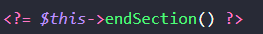 <?= $this->endSection() ?>